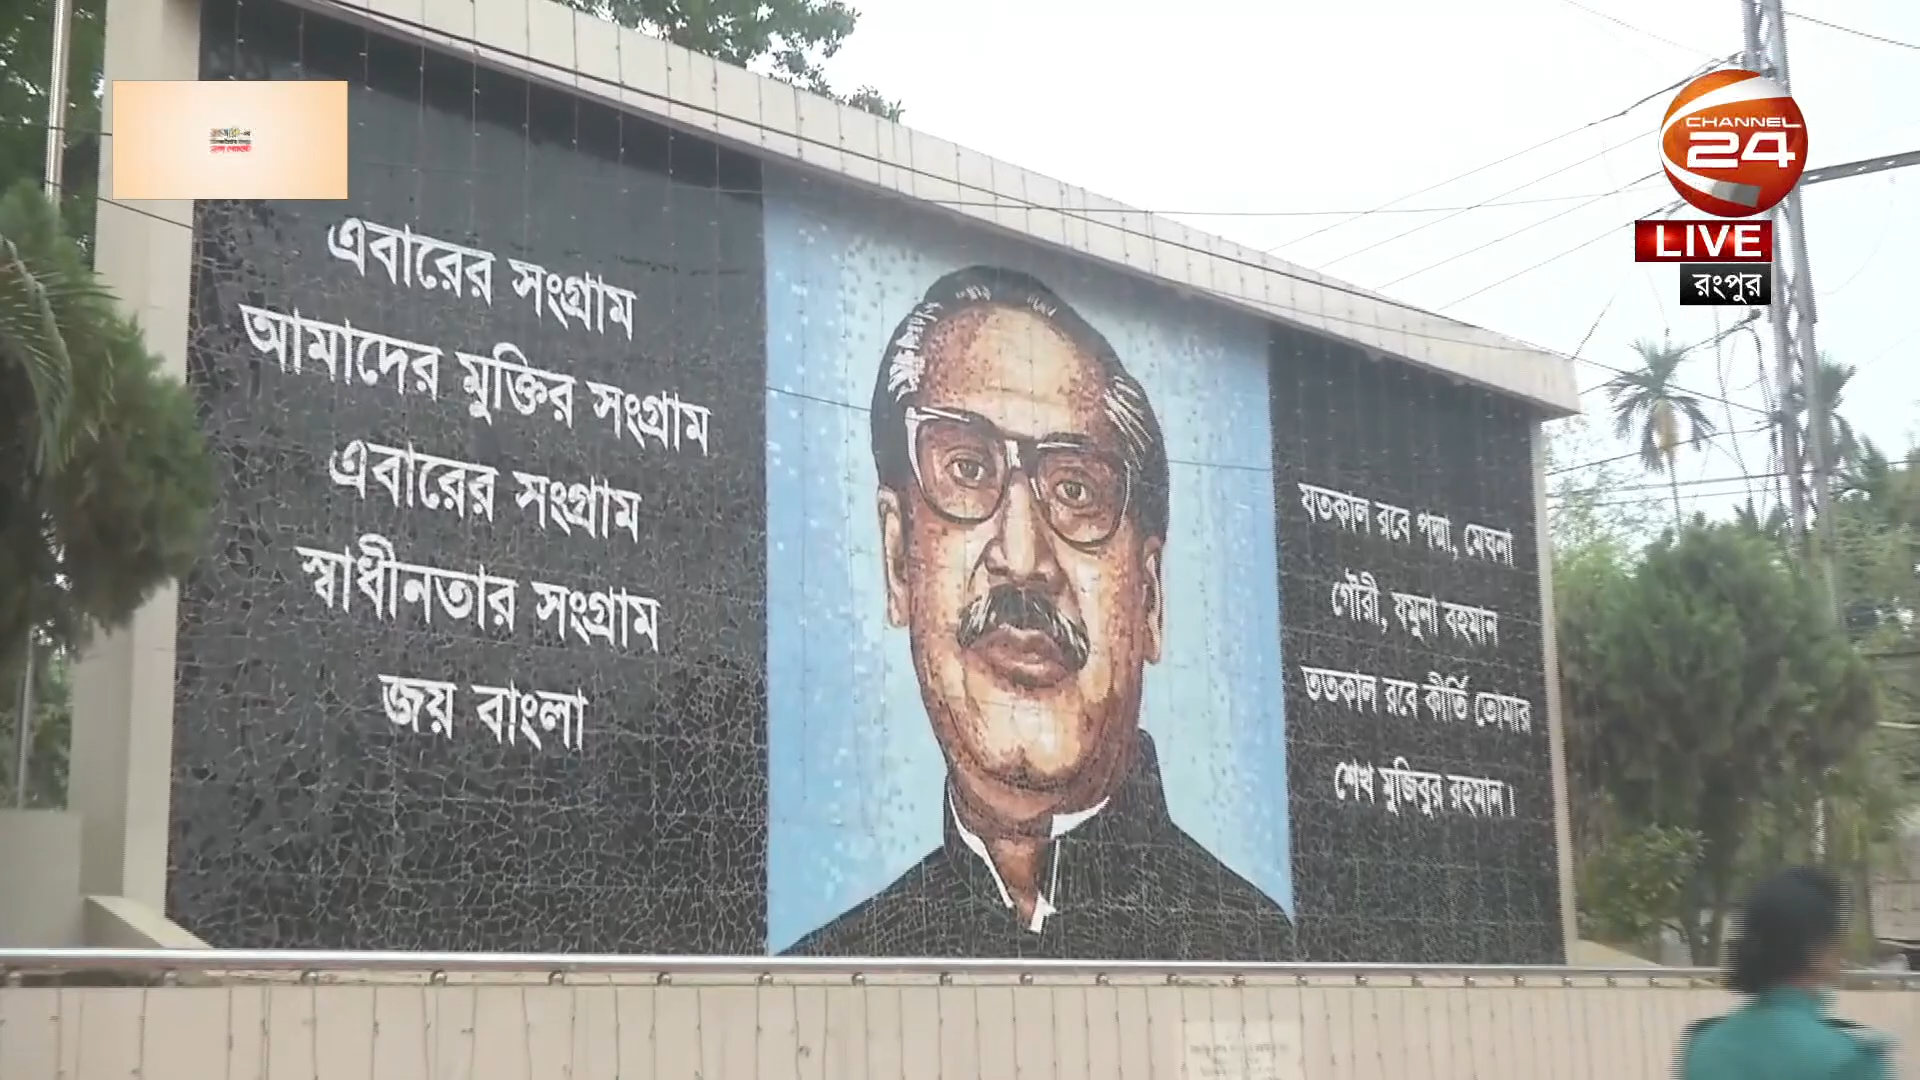 এবারের সংগ্রাম
আমাদের মুক্তির সংগ্রাম
এবারের সংগ্রাম
স্বাধীনতার সংগ্রাম
জয় বাংলা
যতকাল রবে পদ্মা, মেঘনা
গৌরী, যমুনা বহমান
ততকাল রবে কীর্তি তোমার
শেখ মুজিবুর রহমান।
CHANNEL
24
LIVE
রংপুর